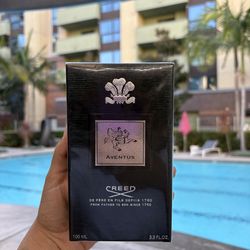 AVENTUS
CREED
DE PÈRE EN FILS DEPUIS 1760
FROM FATHER TO SON SINCE 1760
100 ML
3.3 FL.OZ.